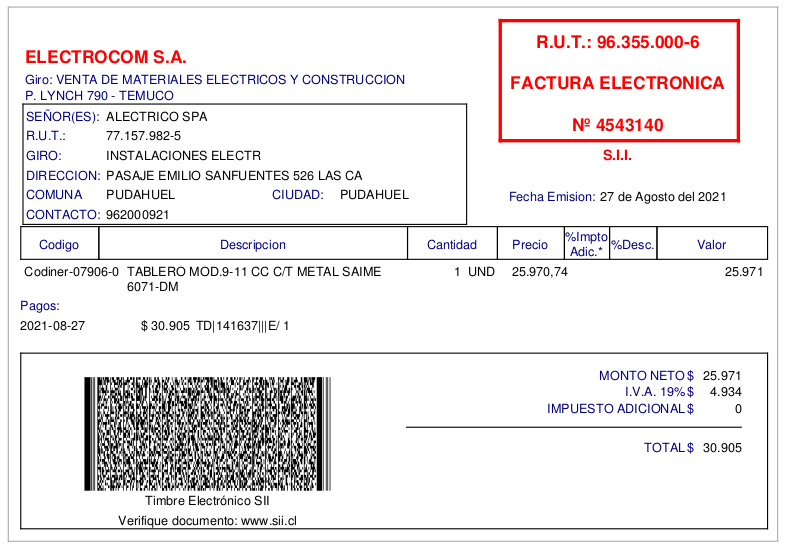 ELECTROCOM S.A.
Giro: VENTA DE MATERIALES ELECTRICOS Y CONSTRUCCION
P. LYNCH 790 - TEMUCO
R.U.T.: 96.355.000-6
FACTURA ELECTRONICA
Nº 4543140
S.I.I.
SEÑOR(ES): ALECTRICO SPA
R.U.T.: 77.157.982-5
GIRO: INSTALACIONES ELECTR
DIRECCION: PASAJE EMILIO SANFUENTES 526 LAS CA
COMUNA PUDAHUEL CIUDAD: PUDAHUEL
CONTACTO: 962000921
Fecha Emision: 27 de Agosto del 2021
Codigo Descripcion Cantidad Precio %Impto Adic.* %Desc. Valor
Codiner-07906-0 TABLERO MOD.9-11 CC C/T METAL SAIME 1 UND 25.970,74 25.971
6071-DM
Pagos:
2021-08-27 $ 30.905 TD|141637|||E/ 1
MONTO NETO $ 25.971
I.V.A. 19% $ 4.934
IMPUESTO ADICIONAL $ 0
TOTAL $ 30.905
Timbre Electrónico SII
Verifique documento: www.sii.cl